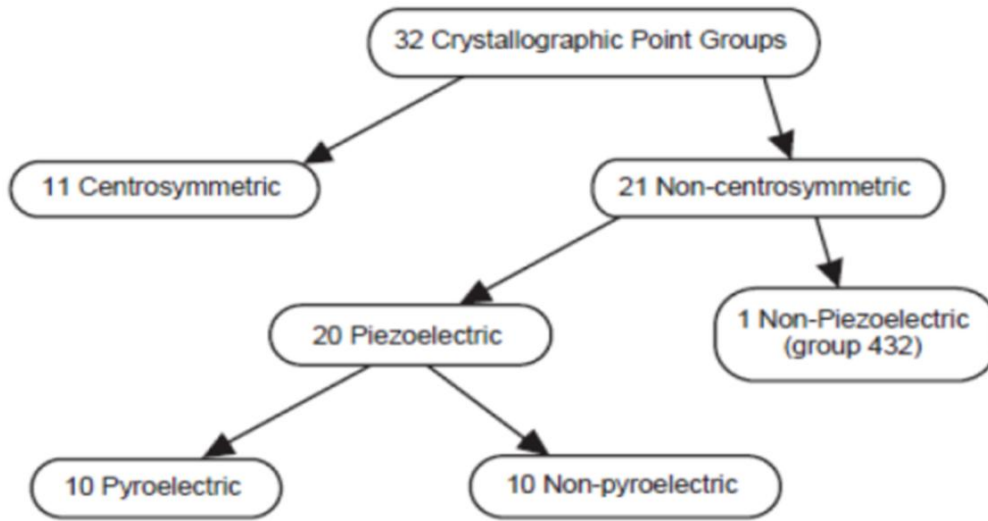 32 Crystallographic Point Groups
11 Centrosymmetric
21 Non-centrosymmetric
20 Piezoelectric
1 Non-Piezoelectric
(group 432)
10 Pyroelectric
10 Non-pyroelectric